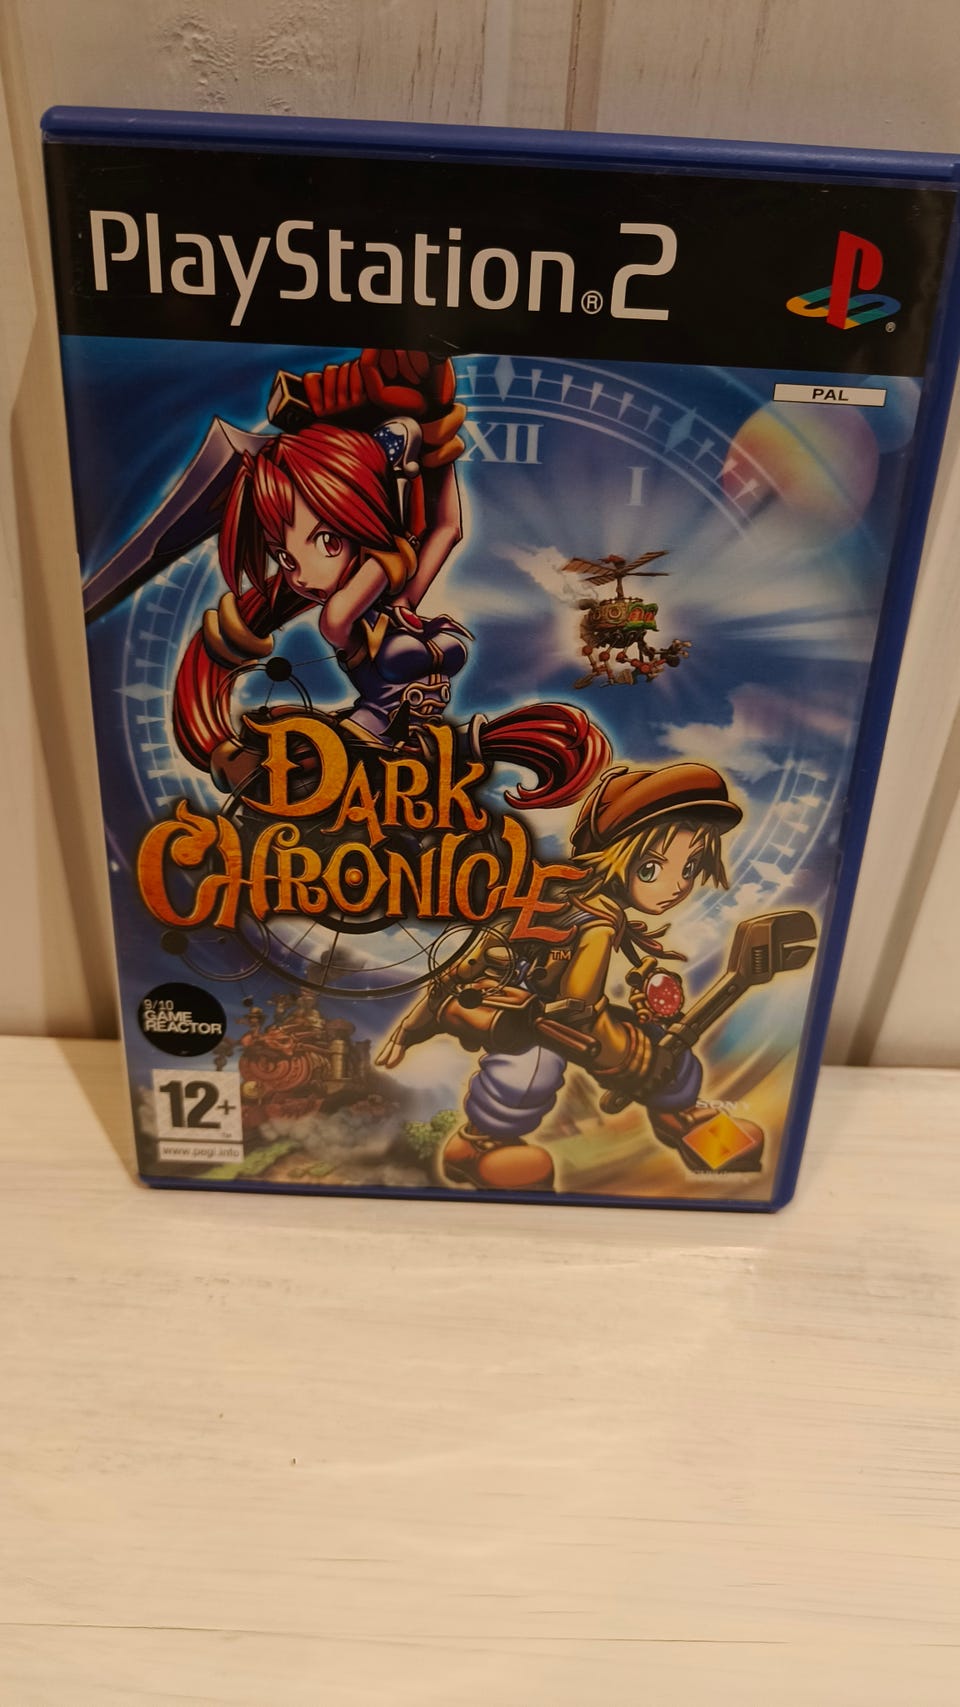 PlayStation®2
PAL
XII
I
DARK
CHRONICLE
™
9/10
GAME
REACTOR
12+
www.pegi.info
SONY